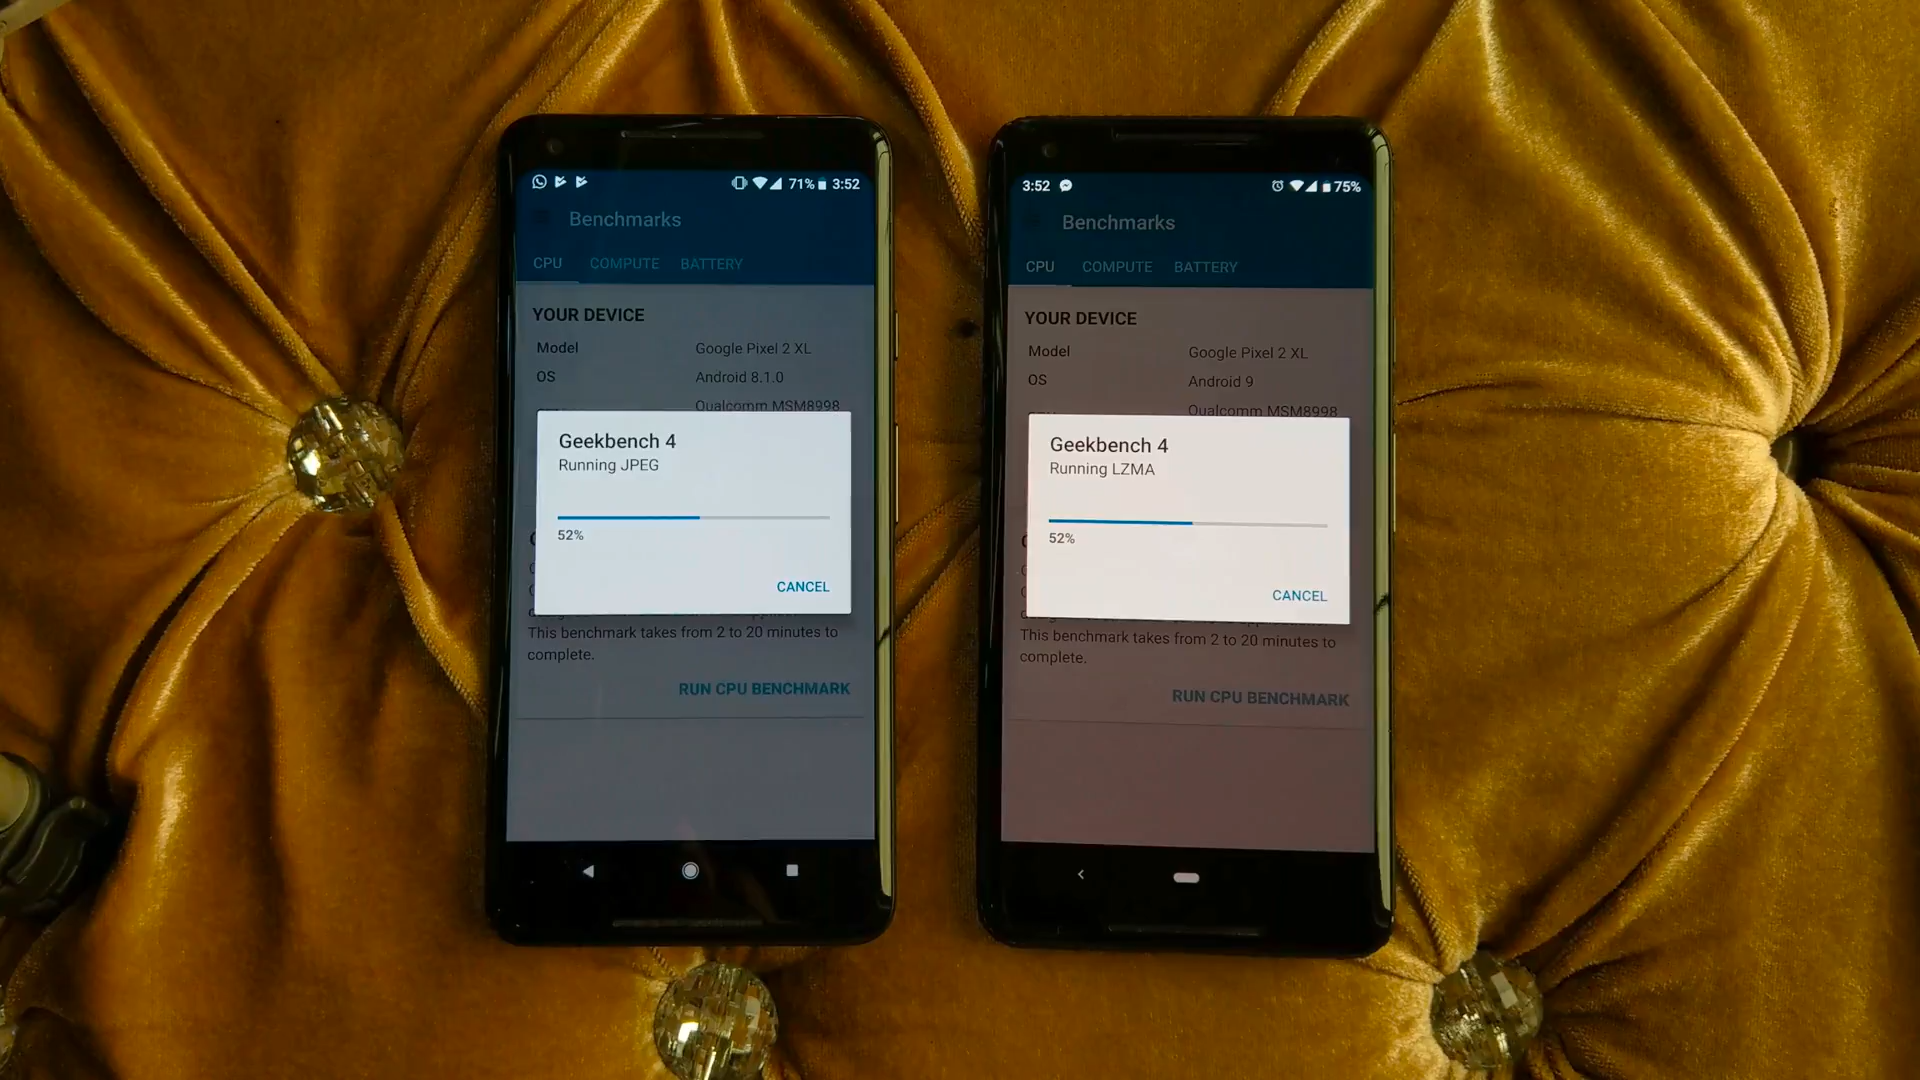 71% 3:52
Benchmarks
CPU COMPUTE BATTERY
YOUR DEVICE
Model Google Pixel 2 XL
OS Android 8.1.0
Qualcomm MSM8998
Geekbench 4
Running JPEG
52%
CANCEL
This benchmark takes from 2 to 20 minutes to
complete.
RUN CPU BENCHMARK
3:52 75%
Benchmarks
CPU COMPUTE BATTERY
YOUR DEVICE
Model Google Pixel 2 XL
OS Android 9
Qualcomm MSM8998
Geekbench 4
Running LZMA
52%
CANCEL
This benchmark takes from 2 to 20 minutes to
complete.
RUN CPU BENCHMARK